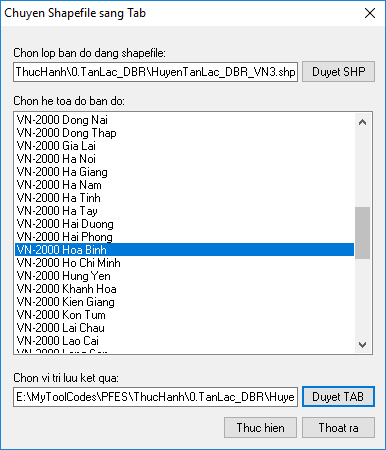 Chuyen Shapefile sang Tab
Chon lop ban do dang shapefile:
ThucHanh\0.TanLac_DBR\HuyenTanLac_DBR_VN3.shp
Duyet SHP
Chon he toa do ban do:
VN-2000 Dong Nai
VN-2000 Dong Thap
VN-2000 Gia Lai
VN-2000 Ha Noi
VN-2000 Ha Giang
VN-2000 Ha Nam
VN-2000 Ha Tinh
VN-2000 Ha Tay
VN-2000 Hai Duong
VN-2000 Hai Phong
VN-2000 Hoa Binh
VN-2000 Ho Chi Minh
VN-2000 Hung Yen
VN-2000 Khanh Hoa
VN-2000 Kien Giang
VN-2000 Kon Tum
VN-2000 Lai Chau
VN-2000 Lao Cai
VN-2000 Lang Son
Chon vi tri luu ket qua:
E:\MyToolCodes\PFES\ThucHanh\0.TanLac_DBR\Huye
Duyet TAB
Thuc hien
Thoat ra